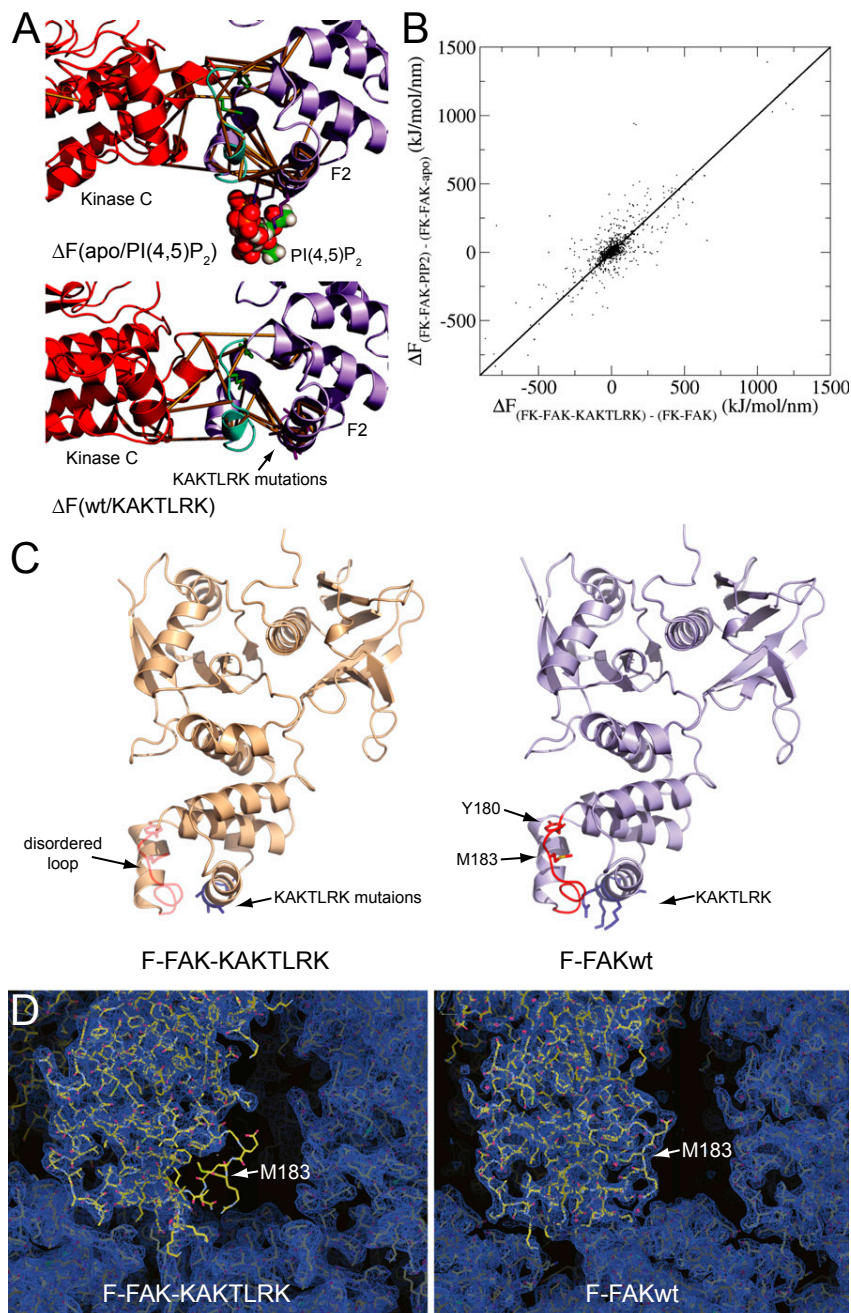 A
Kinase C
F2
ΔF(apo/PI(4,5)P₂)
PI(4,5)P₂
Kinase C
F2
KAKTLRK mutations
ΔF(wt/KAKTLRK)
B
ΔF(FK-FAK-PIP2) - (FK-FAK-apo) (kJ/mol/nm)
1500
1000
500
0
-500
-500 0 500 1000 1500
ΔF(FK-FAK-KAKTLRK) - (FK-FAK) (kJ/mol/nm)
C
disordered
loop
KAKTLRK mutaions
F-FAK-KAKTLRK
Y180
M183
KAKTLRK
F-FAKwt
D
M183
F-FAK-KAKTLRK
M183
F-FAKwt